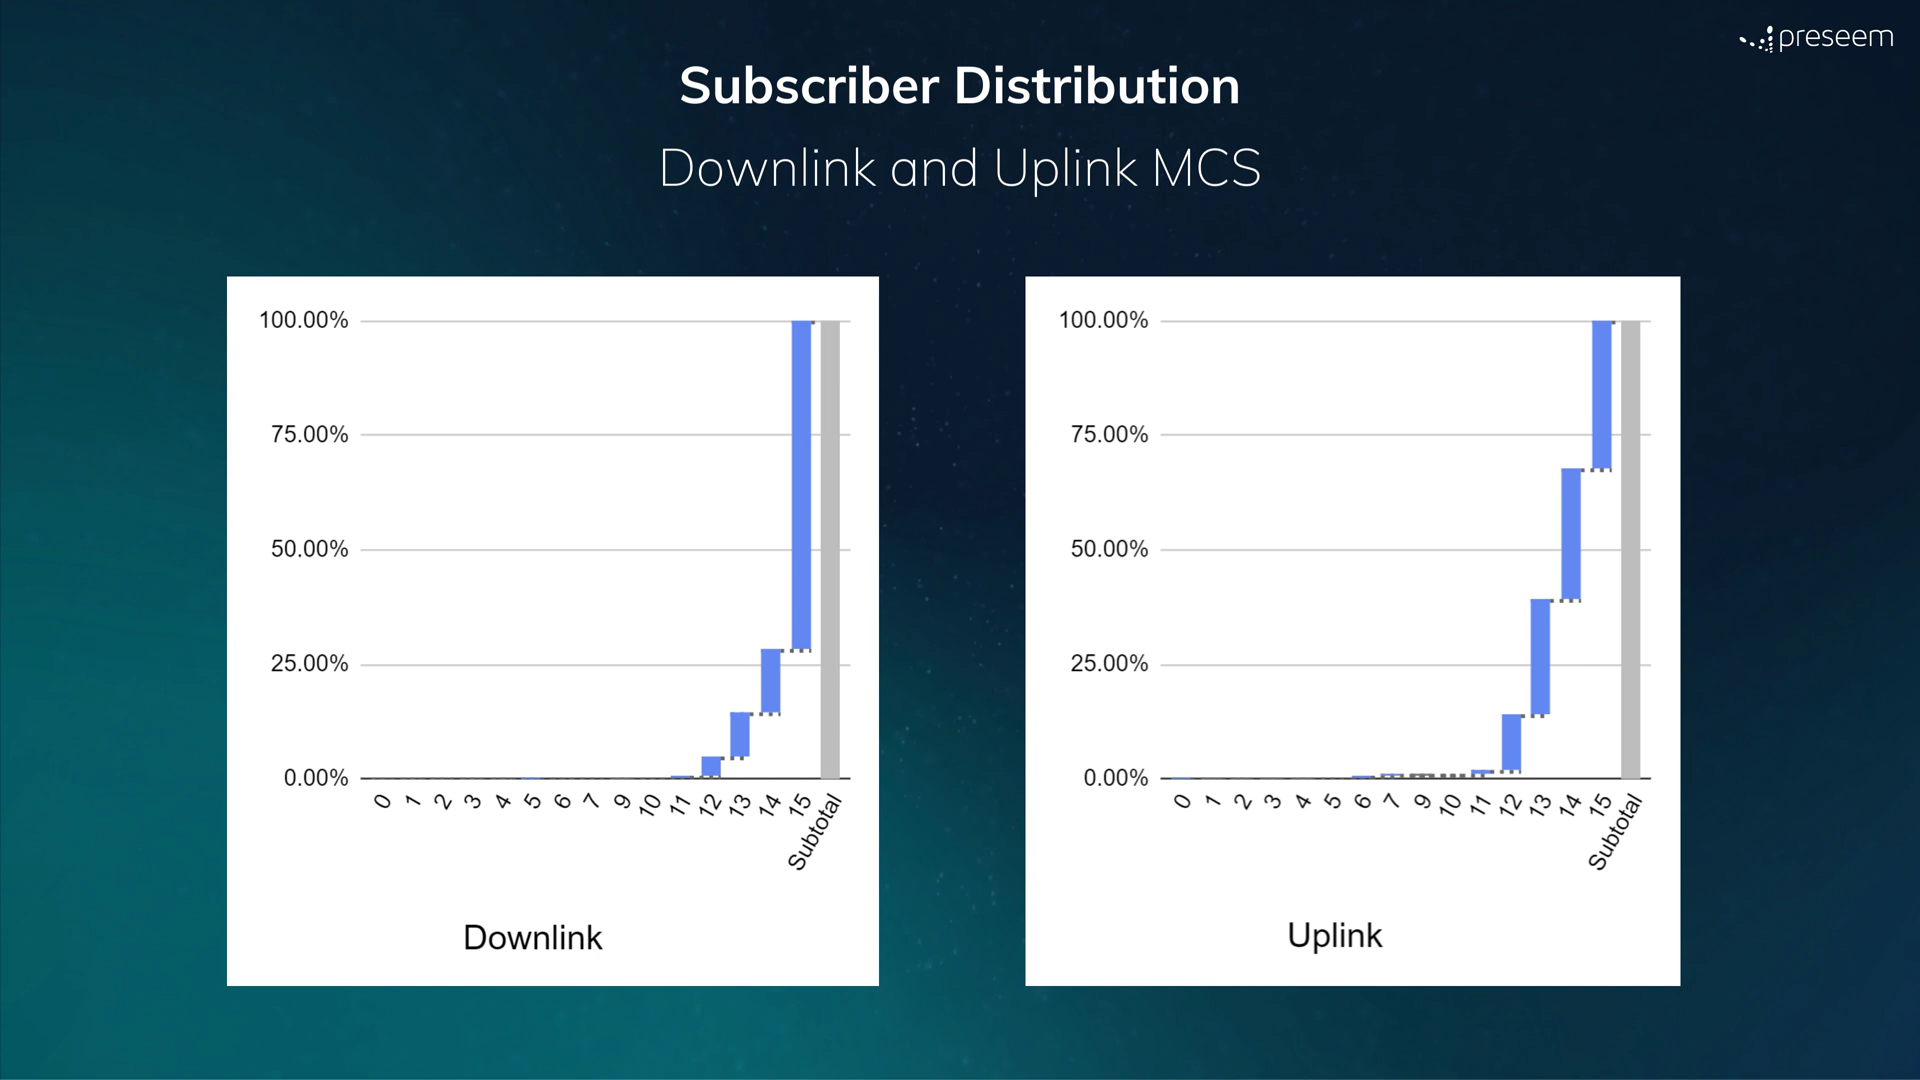 preseem
Subscriber Distribution
Downlink and Uplink MCS
100.00%
75.00%
50.00%
25.00%
0.00%
0 1 2 3 4 5 6 7 9 10 11 12 13 14 15 Subtotal
Downlink
100.00%
75.00%
50.00%
25.00%
0.00%
0 1 2 3 4 5 6 7 9 10 11 12 13 14 15 Subtotal
Uplink